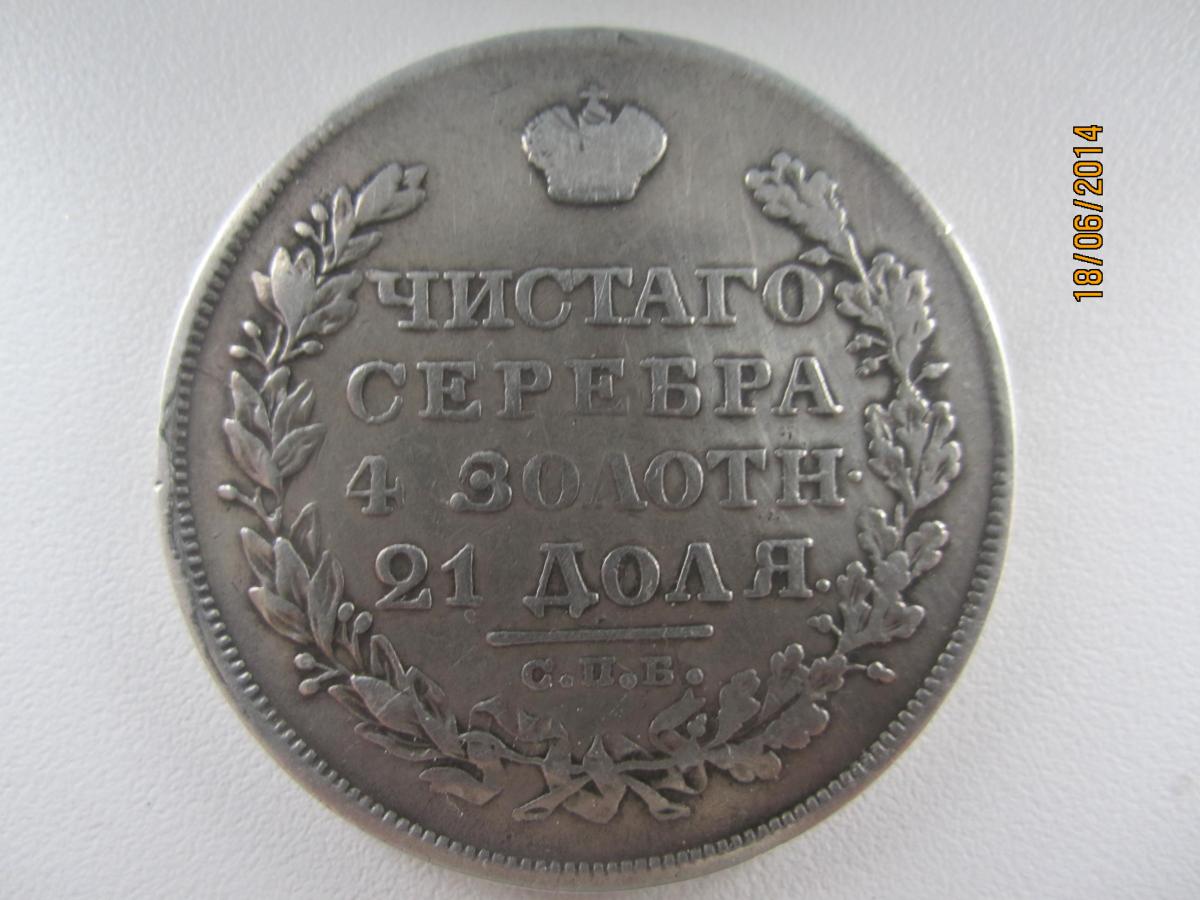 ЧИСТАГО
СЕРЕБРА
4 ЗОЛОТН.
21 ДОЛЯ.
С.П.Б.
18/06/2014